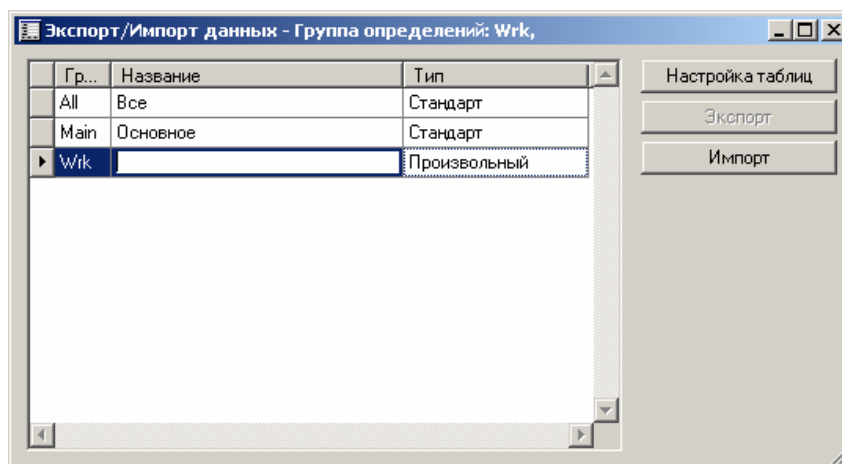 Экспорт/Импорт данных - Группа определений: Wrk,
Гр... Название Тип
All Все Стандарт
Main Основное Стандарт
Wrk Произвольный
Настройка таблиц
Экспорт
Импорт